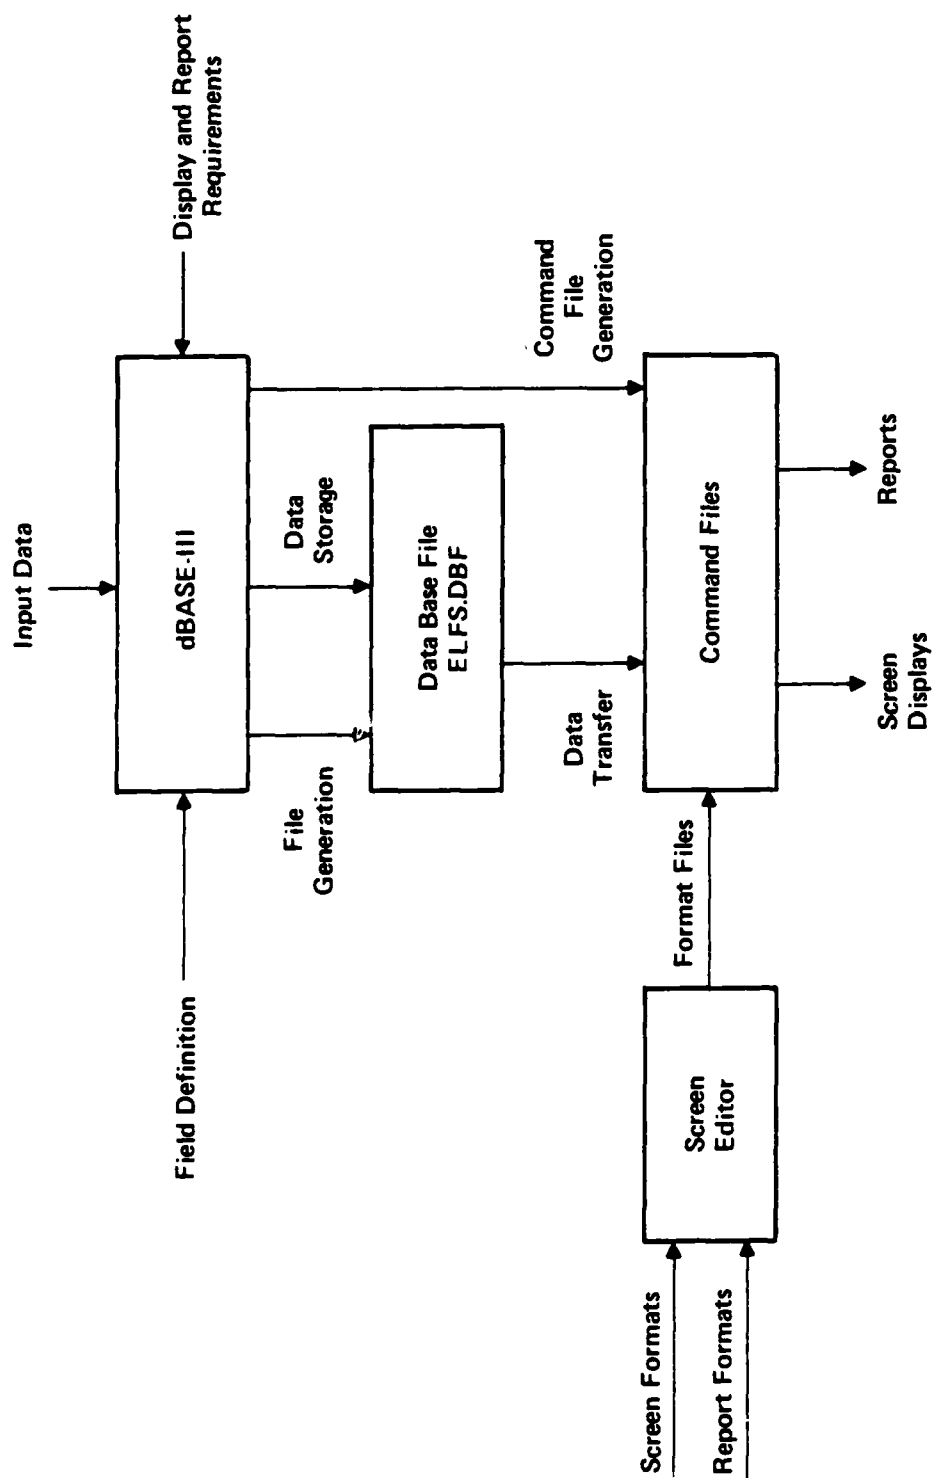 Input Data
Field Definition
dBASE-III
Display and Report
Requirements
File
Generation
Data
Storage
Data Base File
ELFS.DBF
Data
Transfer
Command
File
Generation
Screen Formats
Report Formats
Screen
Editor
Format Files
Command Files
Screen
Displays
Reports